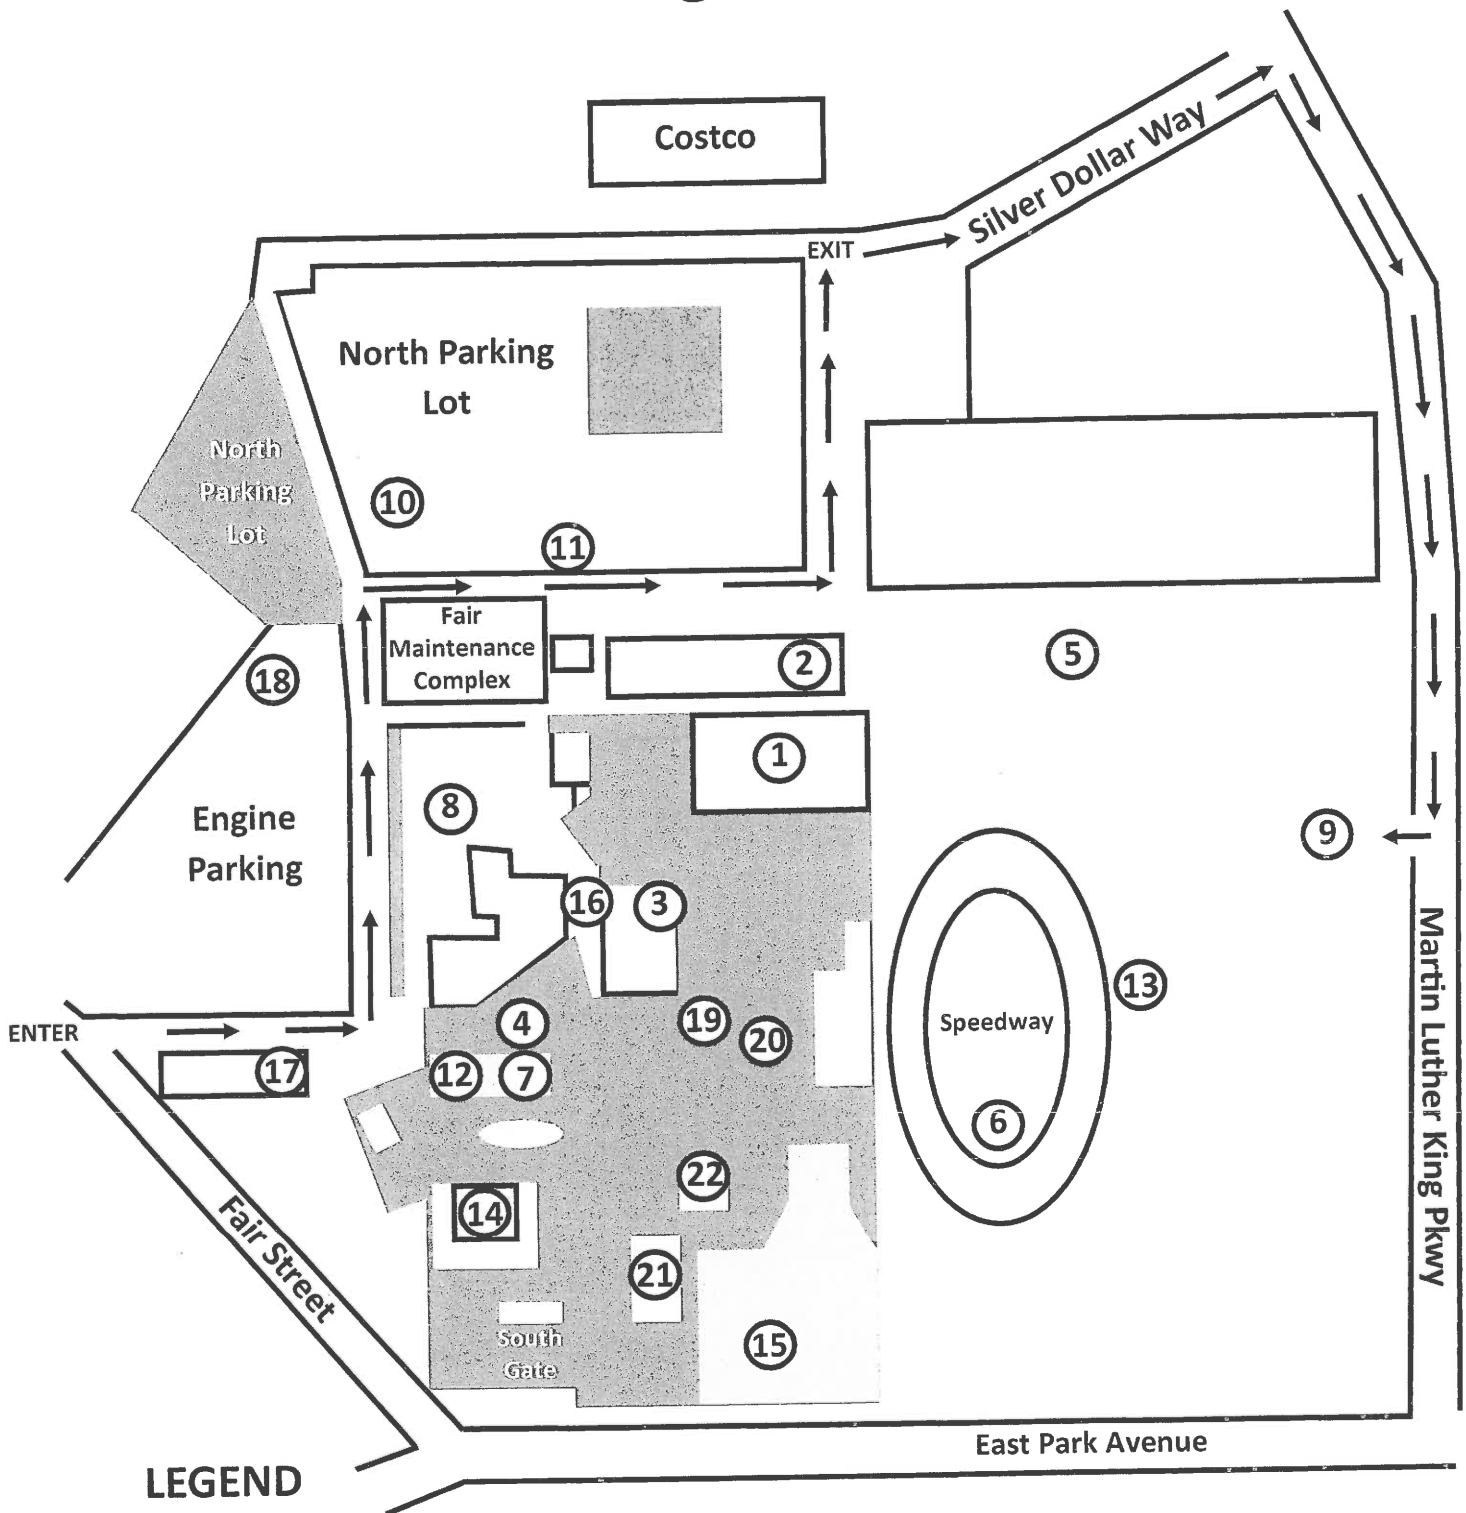 Costco
Silver Dollar Way
EXIT
North Parking
Lot
North
Parking
Lot
10
11
Fair
Maintenance
Complex
2
5
18
1
8
Engine
Parking
9
16
3
Martin Luther King Pkwy
13
ENTER
4
19
20
Speedway
17
12
7
6
22
14
Fair Street
21
South
Gate
15
East Park Avenue
LEGEND